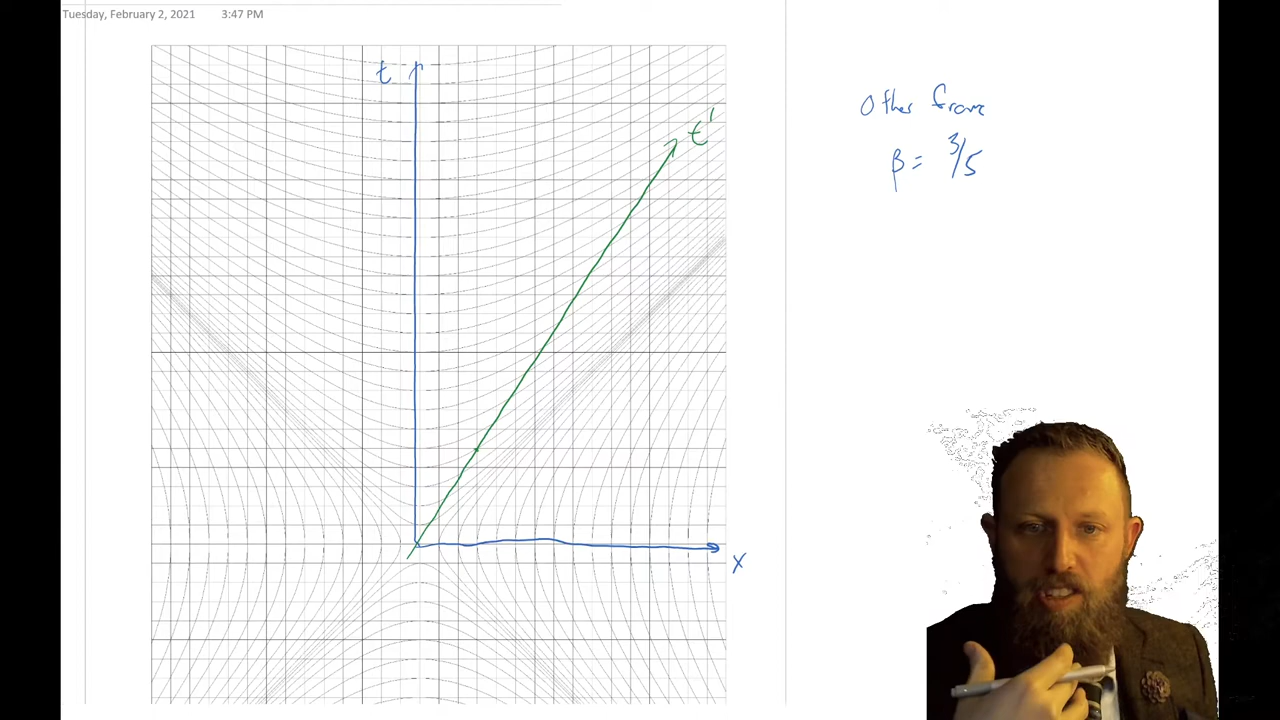 Tuesday, February 2, 2021 3:47 PM
t
t'
x
Other frame
β = 3/5